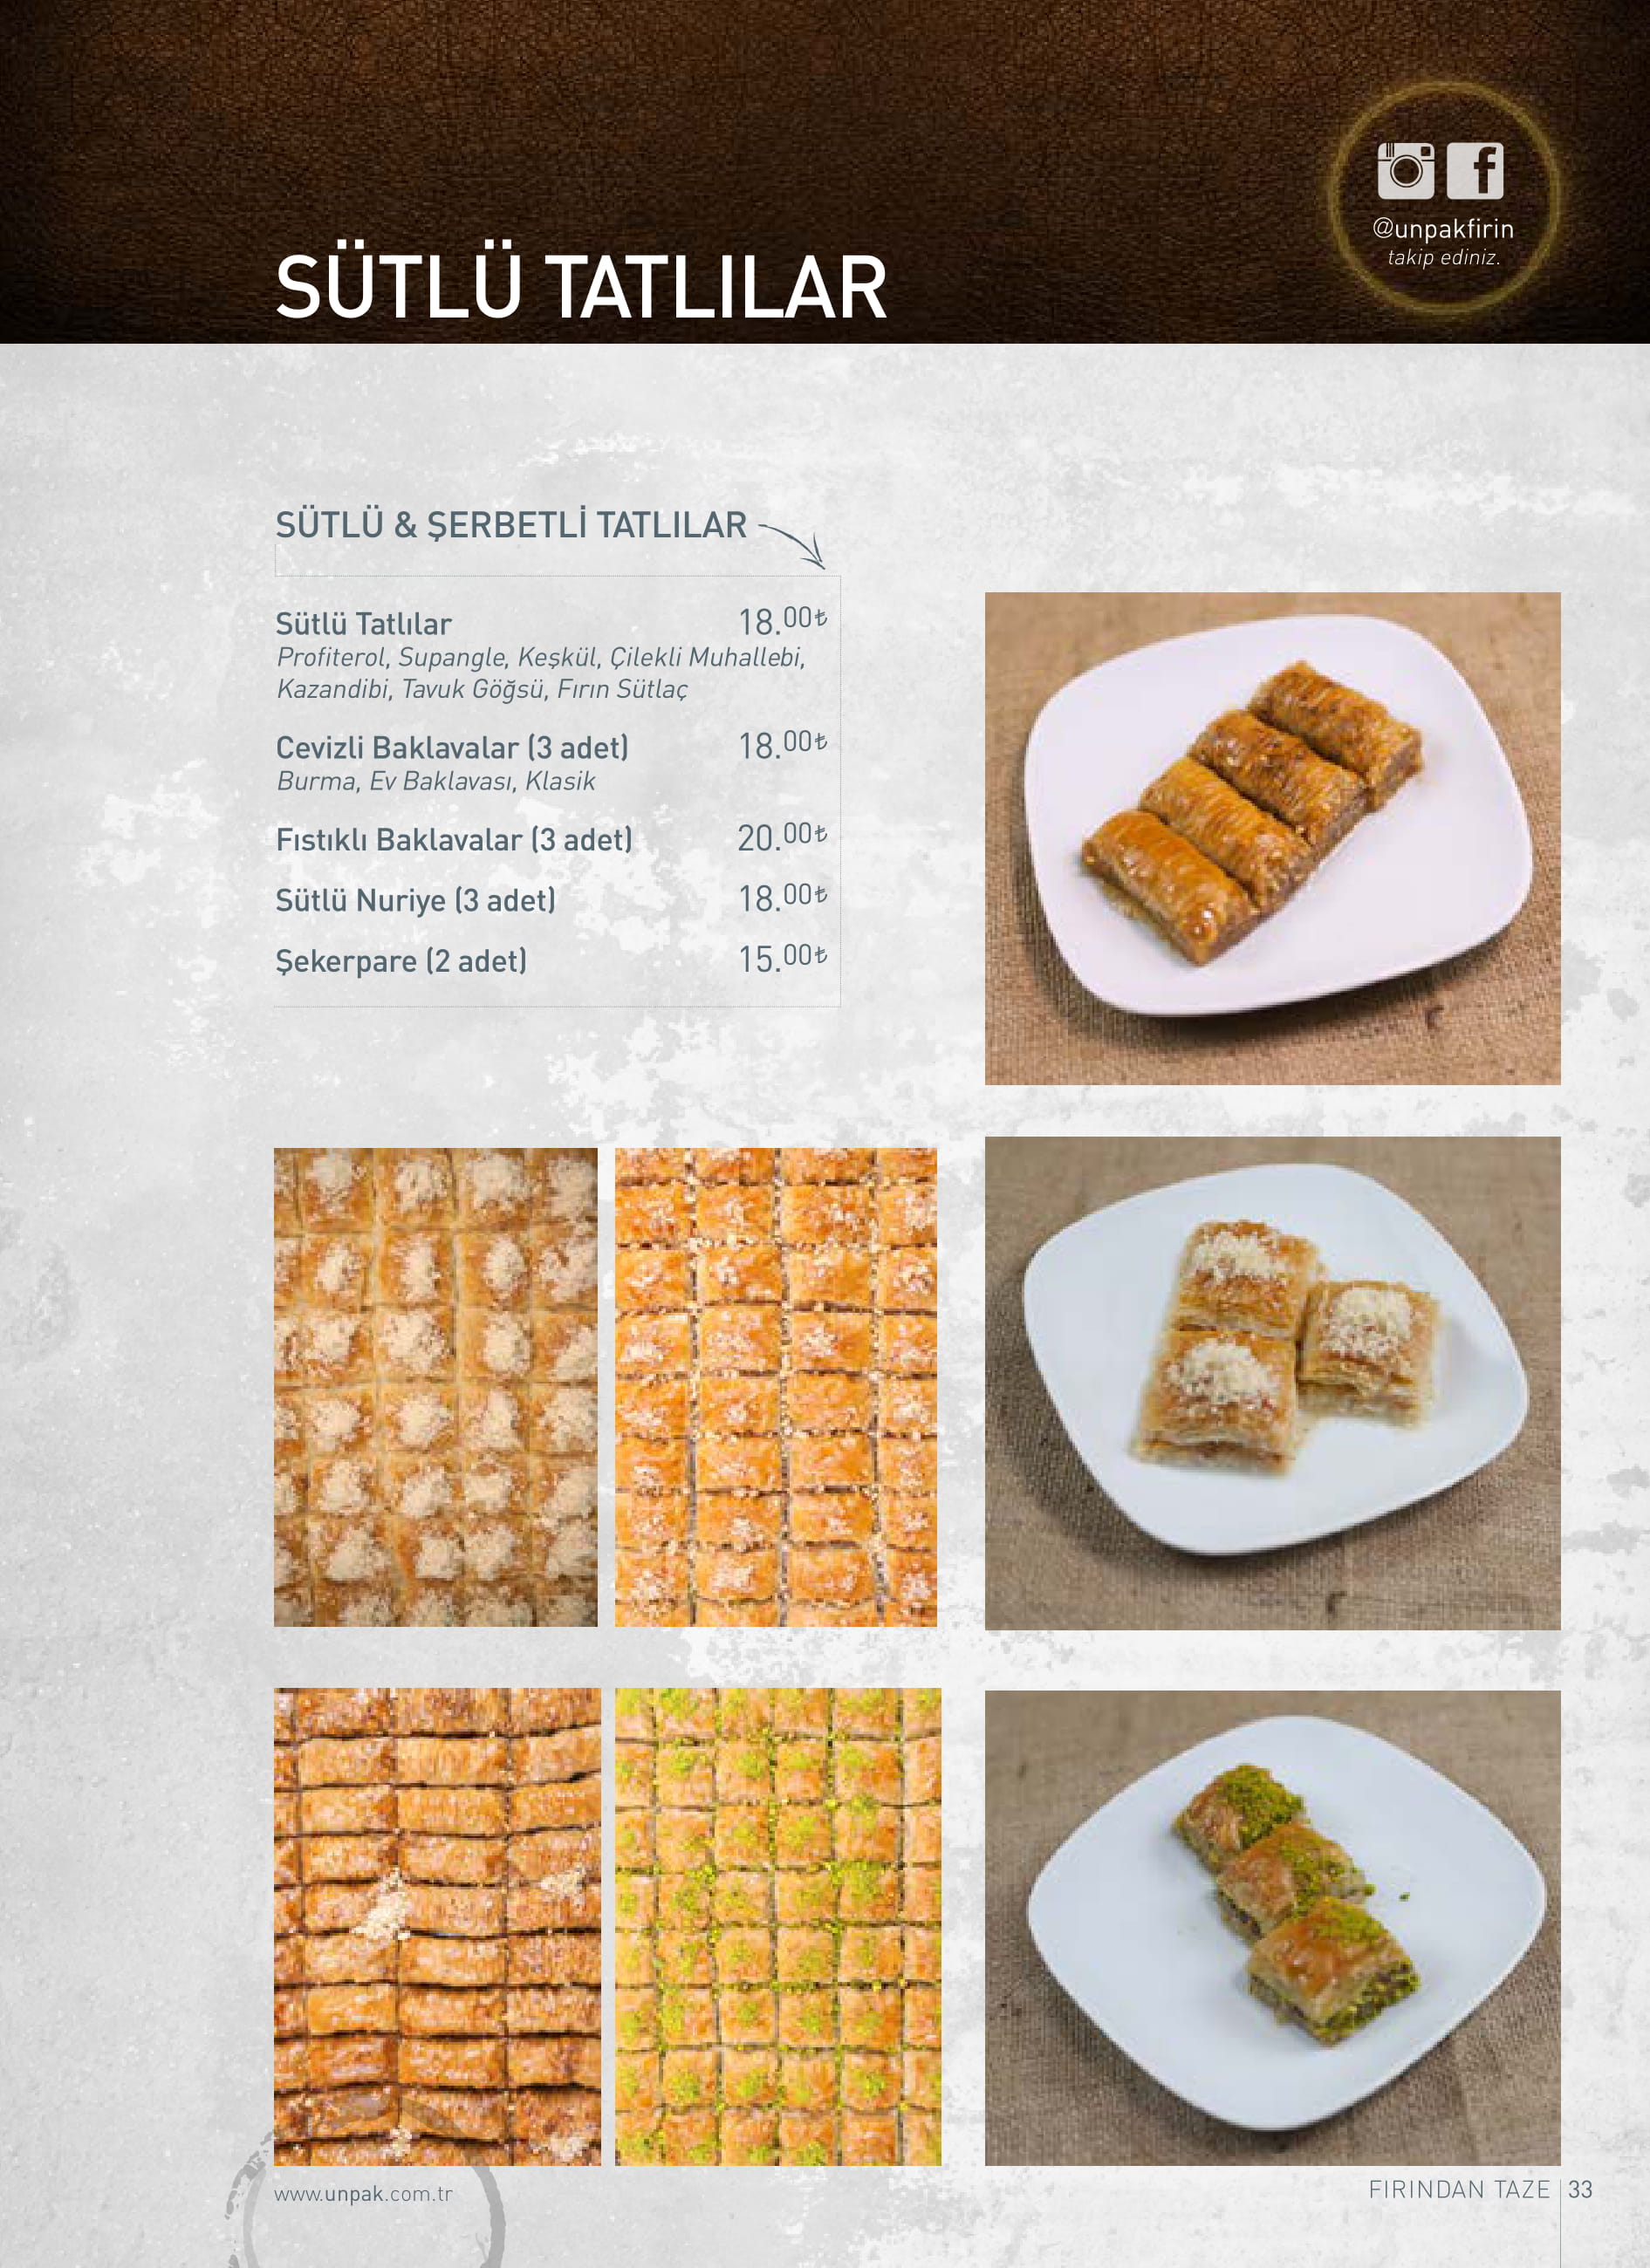 @unpakfirin
takip ediniz.
SÜTLÜ TATLILAR
SÜTLÜ & ŞERBETLİ TATLILAR
Sütlü Tatlılar 18.00₺
Profiterol, Supangle, Keşkül, Çilekli Muhallebi,
Kazandibi, Tavuk Göğsü, Fırın Sütlaç
Cevizli Baklavalar (3 adet) 18.00₺
Burma, Ev Baklavası, Klasik
Fıstıklı Baklavalar (3 adet) 20.00₺
Sütlü Nuriye (3 adet) 18.00₺
Şekerpare (2 adet) 15.00₺
www.unpak.com.tr
FIRINDAN TAZE 33